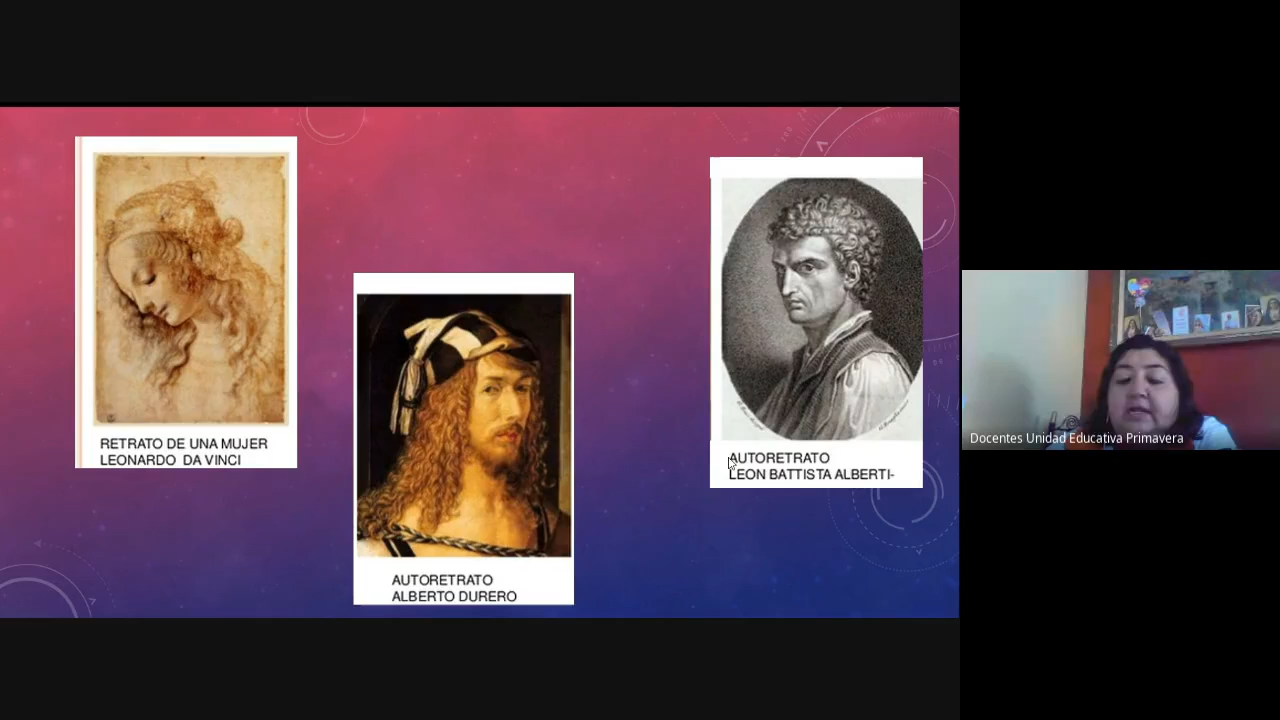 RETRATO DE UNA MUJER
LEONARDO DA VINCI
AUTORETRATO
ALBERTO DURERO
AUTORETRATO
LEON BATTISTA ALBERTI-
Docentes Unidad Educativa Primavera